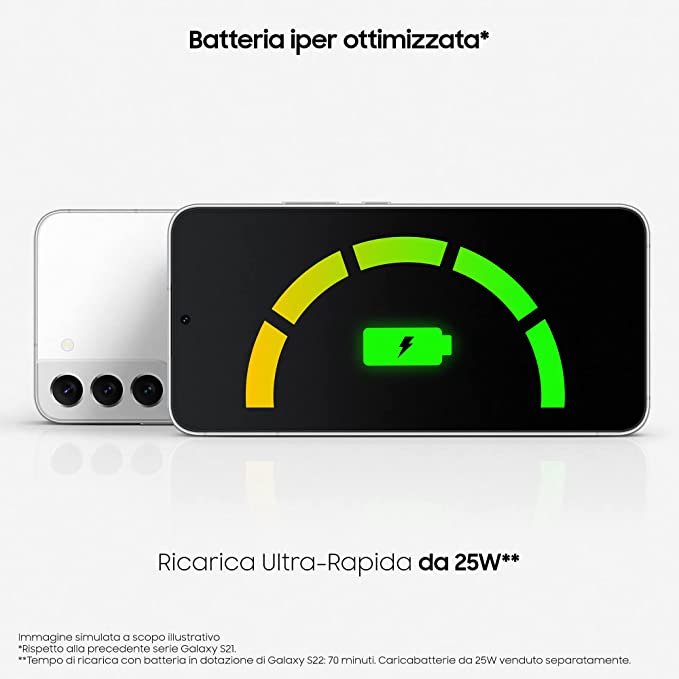 Batteria iper ottimizzata*
Ricarica Ultra-Rapida da 25W**
Immagine simulata a scopo illustrativo
*Rispetto alla precedente serie Galaxy S21.
**Tempo di ricarica con batteria in dotazione di Galaxy S22: 70 minuti. Caricabatterie da 25W venduto separatamente.